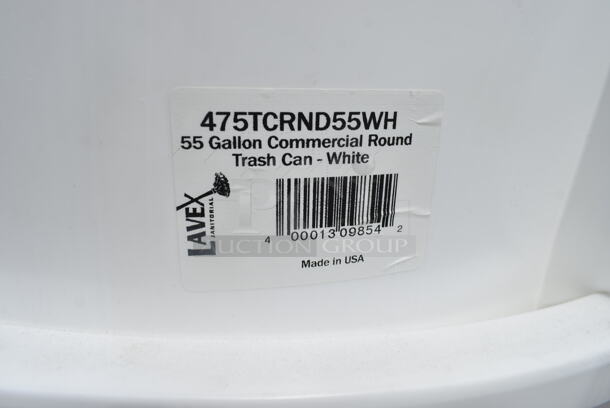 475TCRND55WH
55 Gallon Commercial Round
Trash Can - White
LAVEX
JANITORIAL
4 00013 09854 2
AUCTION GROUP
Made in USA